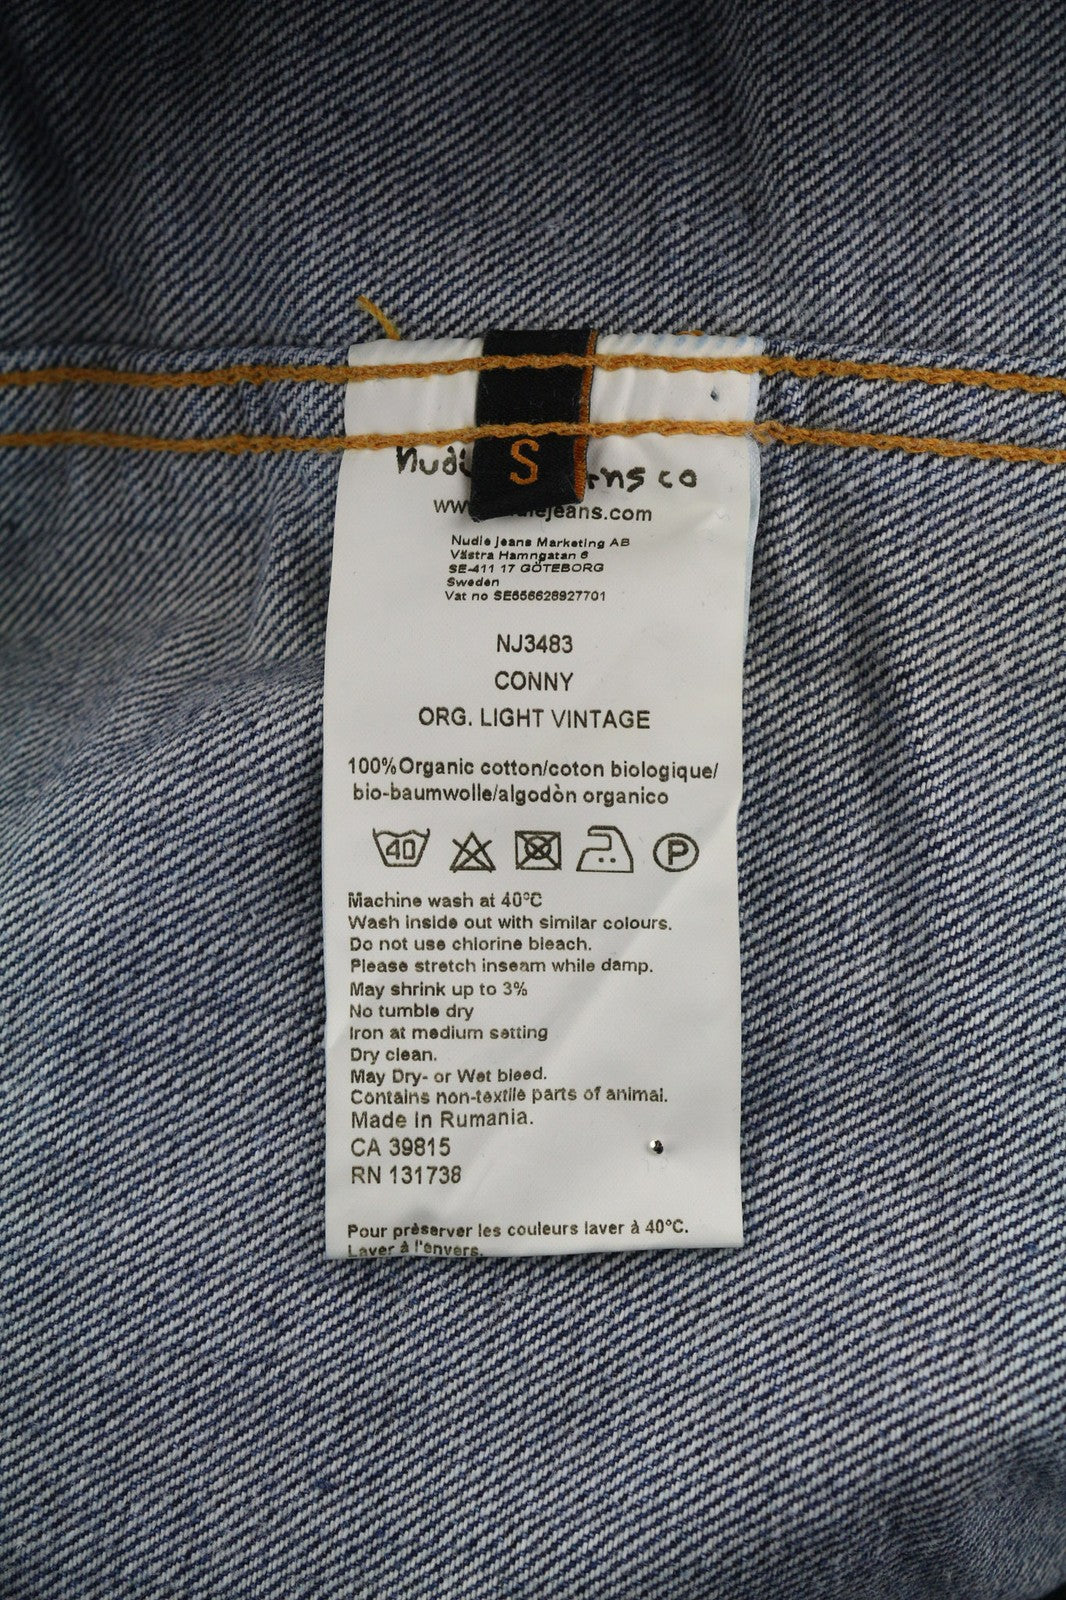 S
www.
jeans.com
Nudie Jeans Marketing AB
Västra Hamngatan 6
SE-411 17 GÖTEBORG
Sweden
Vat no SE556628927701
NJ3483
CONNY
ORG. LIGHT VINTAGE
100%Organic cotton/coton biologique/
bio-baumwolle/algodòn organico
40
P
Machine wash at 40°C
Wash inside out with similar colours.
Do not use chlorine bleach.
Please stretch inseam while damp.
May shrink up to 3%
No tumble dry
Iron at medium setting
Dry clean.
May Dry- or Wet bleed.
Contains non-textile parts of animal.
Made in Rumania.
CA 39815
RN 131738
Pour prèserver les couleurs laver à 40°C.
Laver à l'envers.